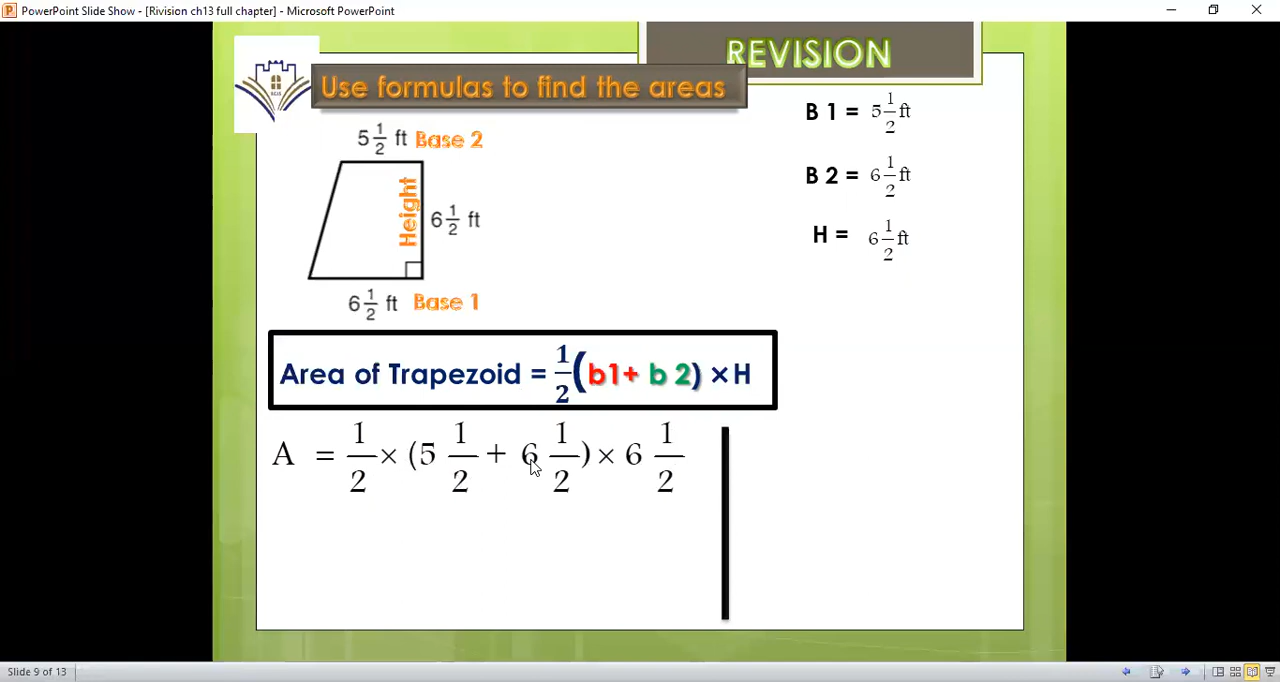 PowerPoint Slide Show - [Rivision ch13 full chapter] - Microsoft PowerPoint
REVISION
Use formulas to find the areas
5 1/2 ft Base 2
Height
6 1/2 ft
6 1/2 ft Base 1
B 1 = 5 1/2 ft
B 2 = 6 1/2 ft
H = 6 1/2 ft
Area of Trapezoid = 1/2 (b1+ b 2) ×H
A = 1/2 × (5 1/2 + 6 1/2) × 6 1/2
Slide 9 of 13